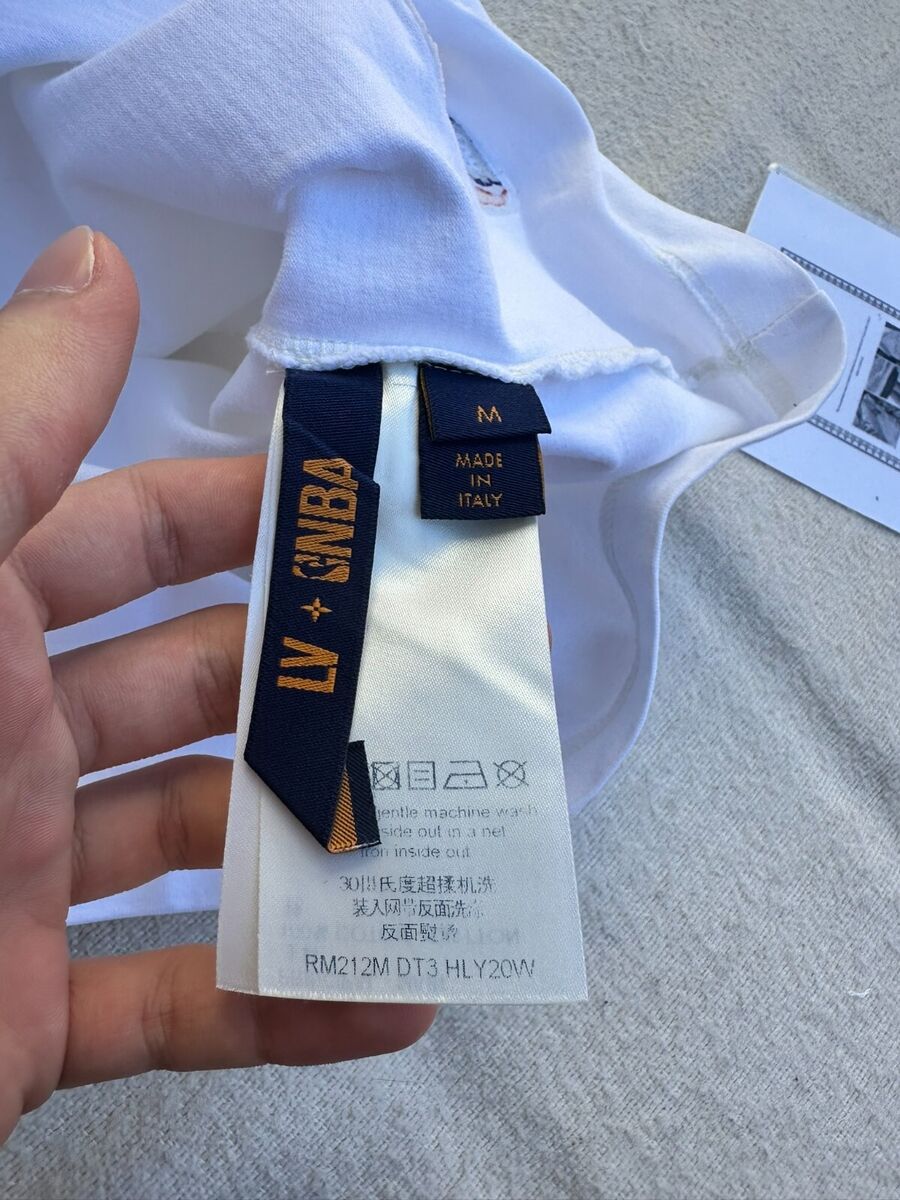 M
MADE
IN
ITALY
LV + NBA
gentle machine wash
side out in a net
iron inside out
30摄氏度超柔机洗
装入网带反面洗涤
反面熨烫
RM212M DT3 HLY20W